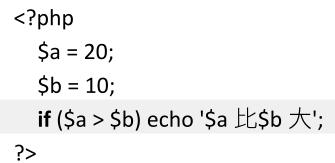 <?php
$a = 20;
$b = 10;
if ($a > $b) echo '$a 比$b 大';
?>